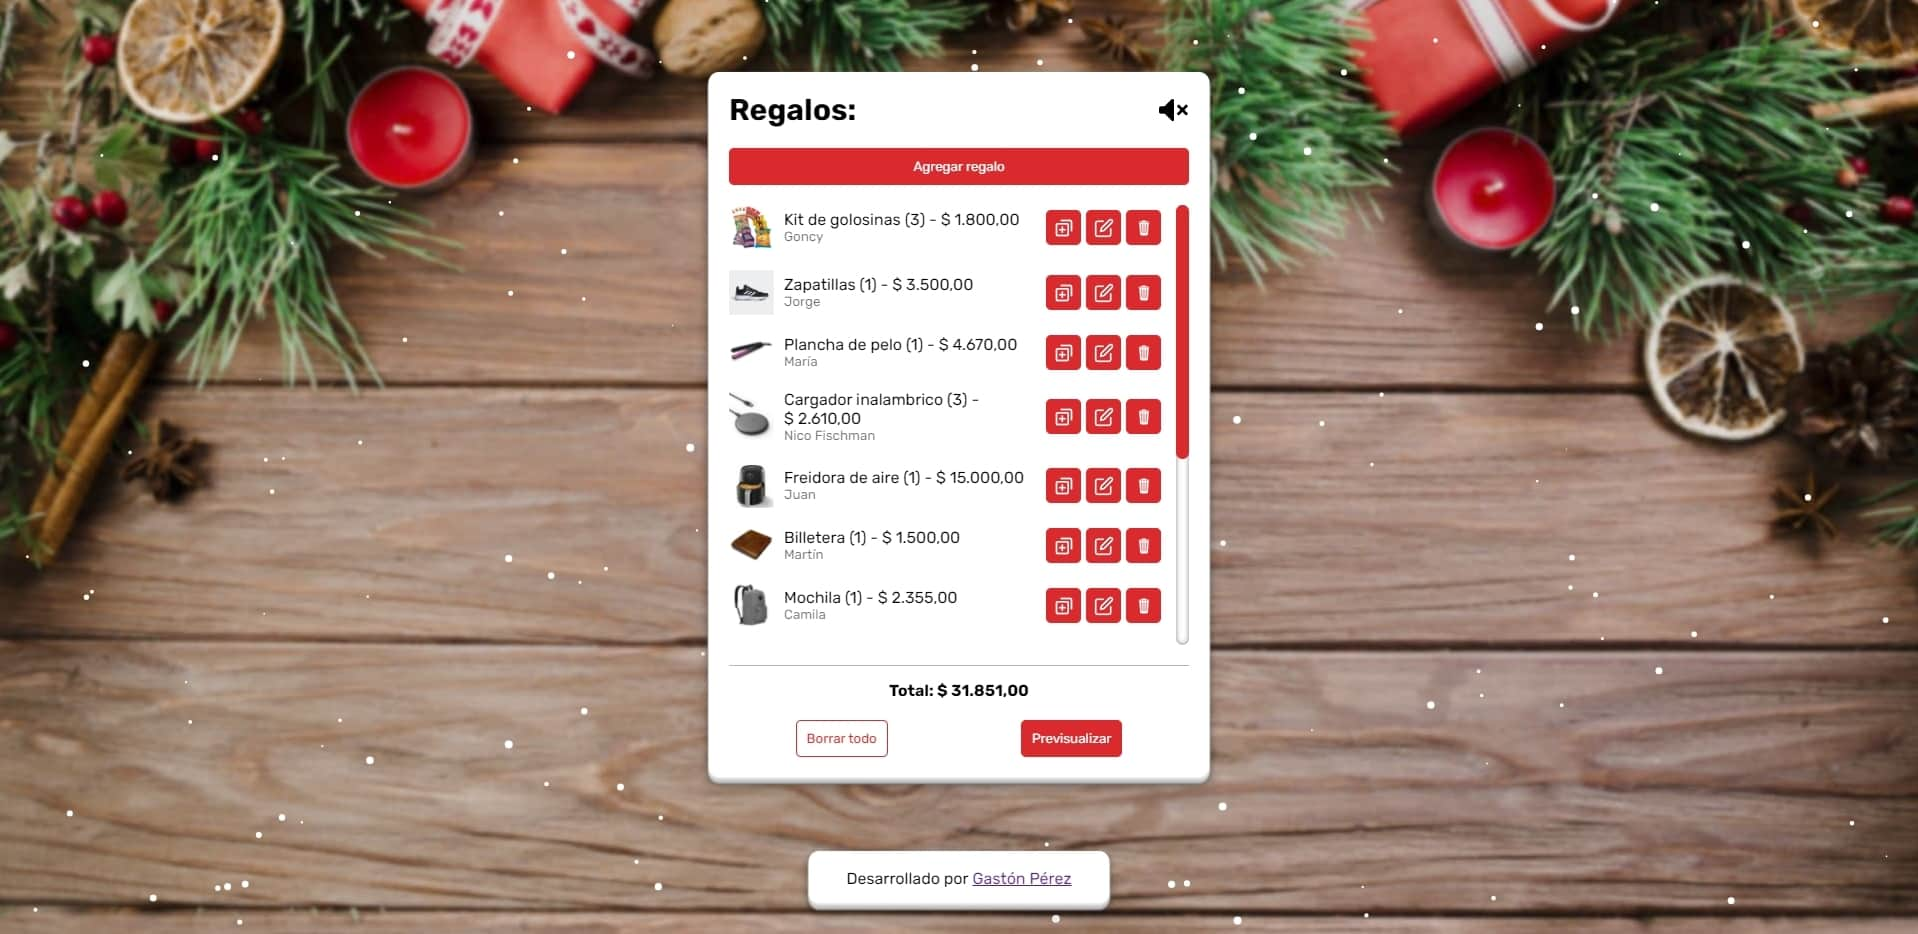 Regalos:
Agregar regalo
Kit de golosinas (3) - $ 1.800,00
Goncy
Zapatillas (1) - $ 3.500,00
Jorge
Plancha de pelo (1) - $ 4.670,00
María
Cargador inalambrico (3) -
$ 2.610,00
Nico Fischman
Freidora de aire (1) - $ 15.000,00
Juan
Billetera (1) - $ 1.500,00
Martín
Mochila (1) - $ 2.355,00
Camila
Total: $ 31.851,00
Borrar todo
Previsualizar
Desarrollado por Gastón Pérez